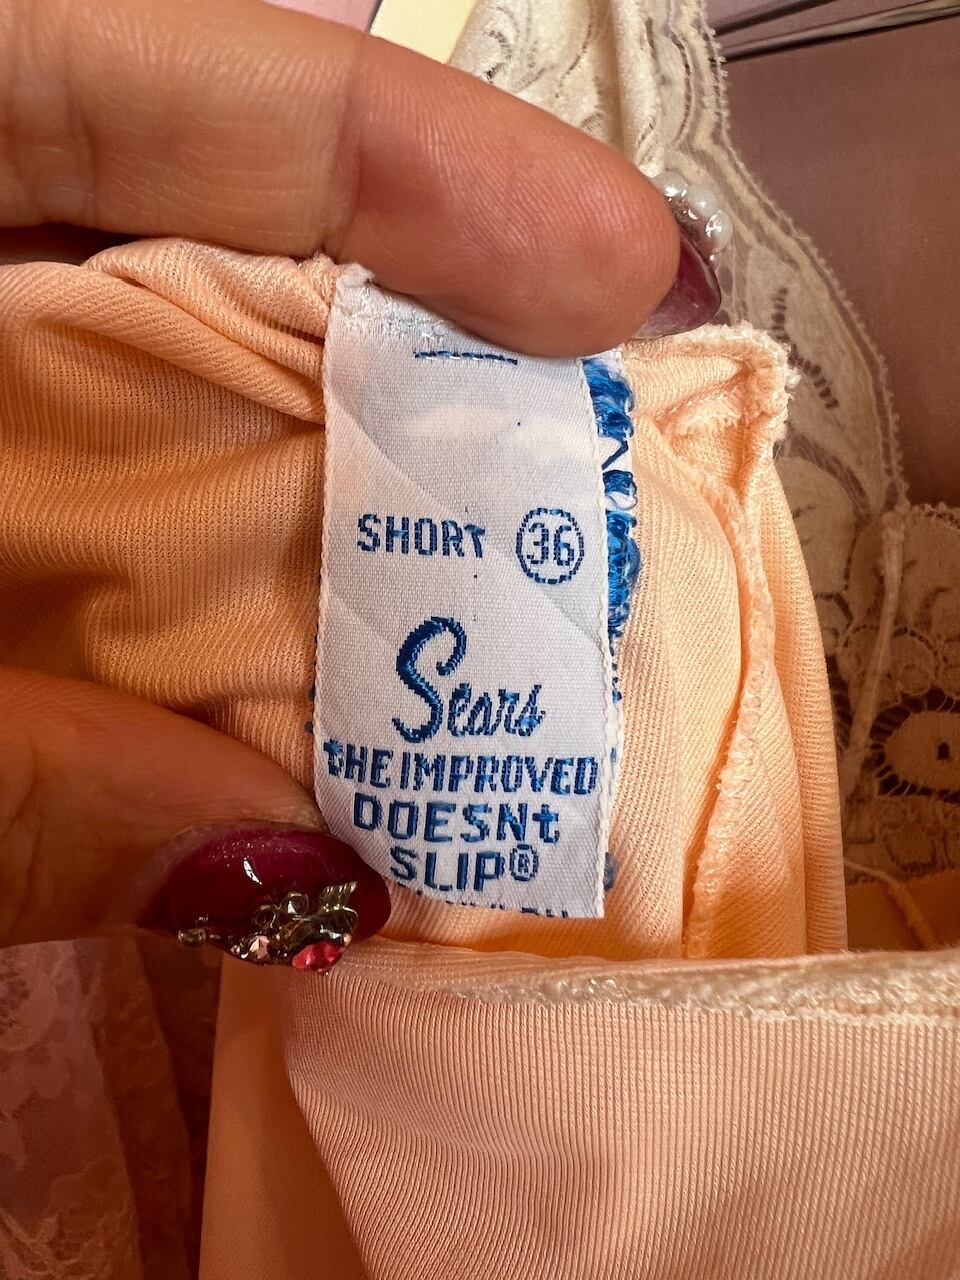 SHORT 36
Sears
tHE IMPROVED
DOESNt
SLIP®